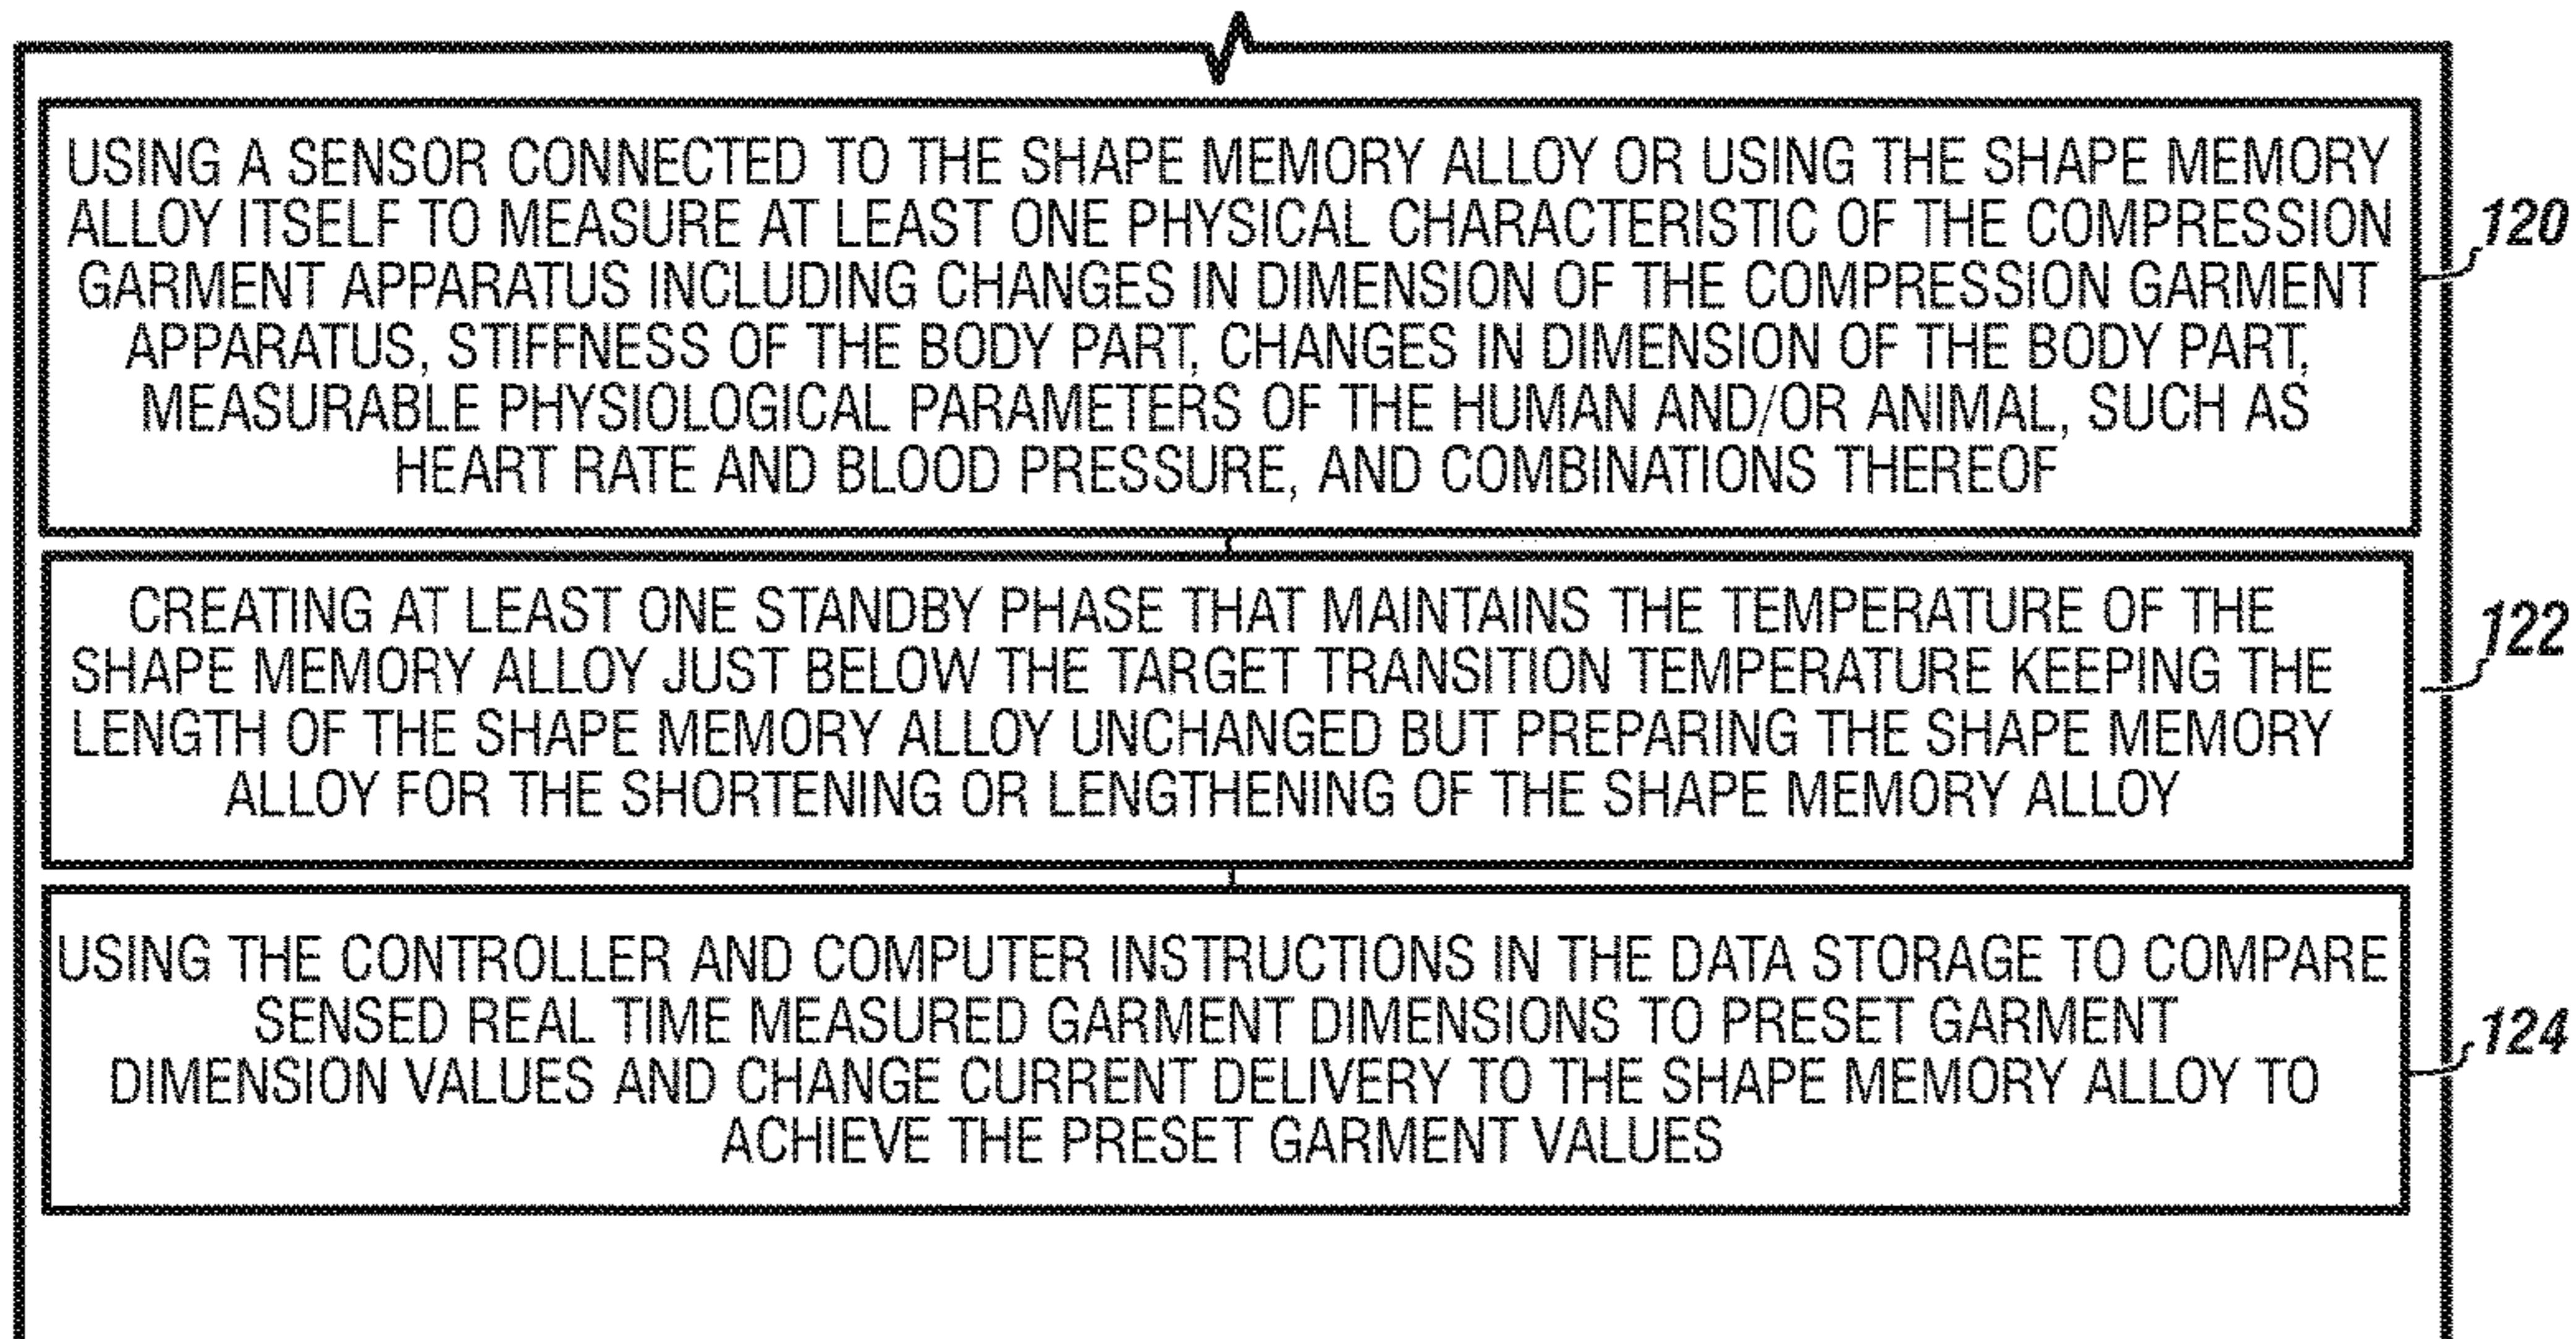 USING A SENSOR CONNECTED TO THE SHAPE MEMORY ALLOY OR USING THE SHAPE MEMORY
ALLOY ITSELF TO MEASURE AT LEAST ONE PHYSICAL CHARACTERISTIC OF THE COMPRESSION
GARMENT APPARATUS INCLUDING CHANGES IN DIMENSION OF THE COMPRESSION GARMENT
APPARATUS, STIFFNESS OF THE BODY PART, CHANGES IN DIMENSION OF THE BODY PART,
MEASURABLE PHYSIOLOGICAL PARAMETERS OF THE HUMAN AND/OR ANIMAL, SUCH AS
HEART RATE AND BLOOD PRESSURE, AND COMBINATIONS THEREOF
120
CREATING AT LEAST ONE STANDBY PHASE THAT MAINTAINS THE TEMPERATURE OF THE
SHAPE MEMORY ALLOY JUST BELOW THE TARGET TRANSITION TEMPERATURE KEEPING THE
LENGTH OF THE SHAPE MEMORY ALLOY UNCHANGED BUT PREPARING THE SHAPE MEMORY
ALLOY FOR THE SHORTENING OR LENGTHENING OF THE SHAPE MEMORY ALLOY
122
USING THE CONTROLLER AND COMPUTER INSTRUCTIONS IN THE DATA STORAGE TO COMPARE
SENSED REAL TIME MEASURED GARMENT DIMENSIONS TO PRESET GARMENT
DIMENSION VALUES AND CHANGE CURRENT DELIVERY TO THE SHAPE MEMORY ALLOY TO
ACHIEVE THE PRESET GARMENT VALUES
124